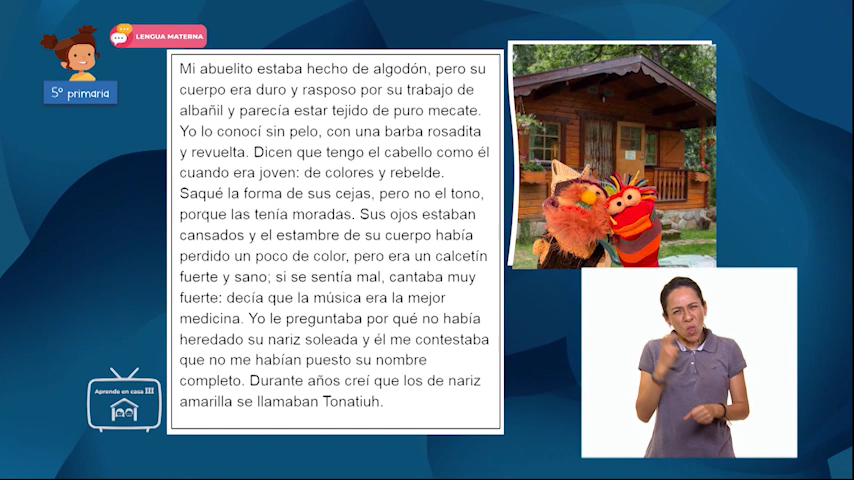 LENGUA MATERNA
5º primaria
Mi abuelito estaba hecho de algodón, pero su
cuerpo era duro y rasposo por su trabajo de
albañil y parecía estar tejido de puro mecate.
Yo lo conocí sin pelo, con una barba rosadita
y revuelta. Dicen que tengo el cabello como él
cuando era joven: de colores y rebelde.
Saqué la forma de sus cejas, pero no el tono,
porque las tenía moradas. Sus ojos estaban
cansados y el estambre de su cuerpo había
perdido un poco de color, pero era un calcetín
fuerte y sano; si se sentía mal, cantaba muy
fuerte: decía que la música era la mejor
medicina. Yo le preguntaba por qué no había
heredado su nariz soleada y él me contestaba
que no me habían puesto su nombre
completo. Durante años creí que los de nariz
amarilla se llamaban Tonatiuh.
Aprende en casa III